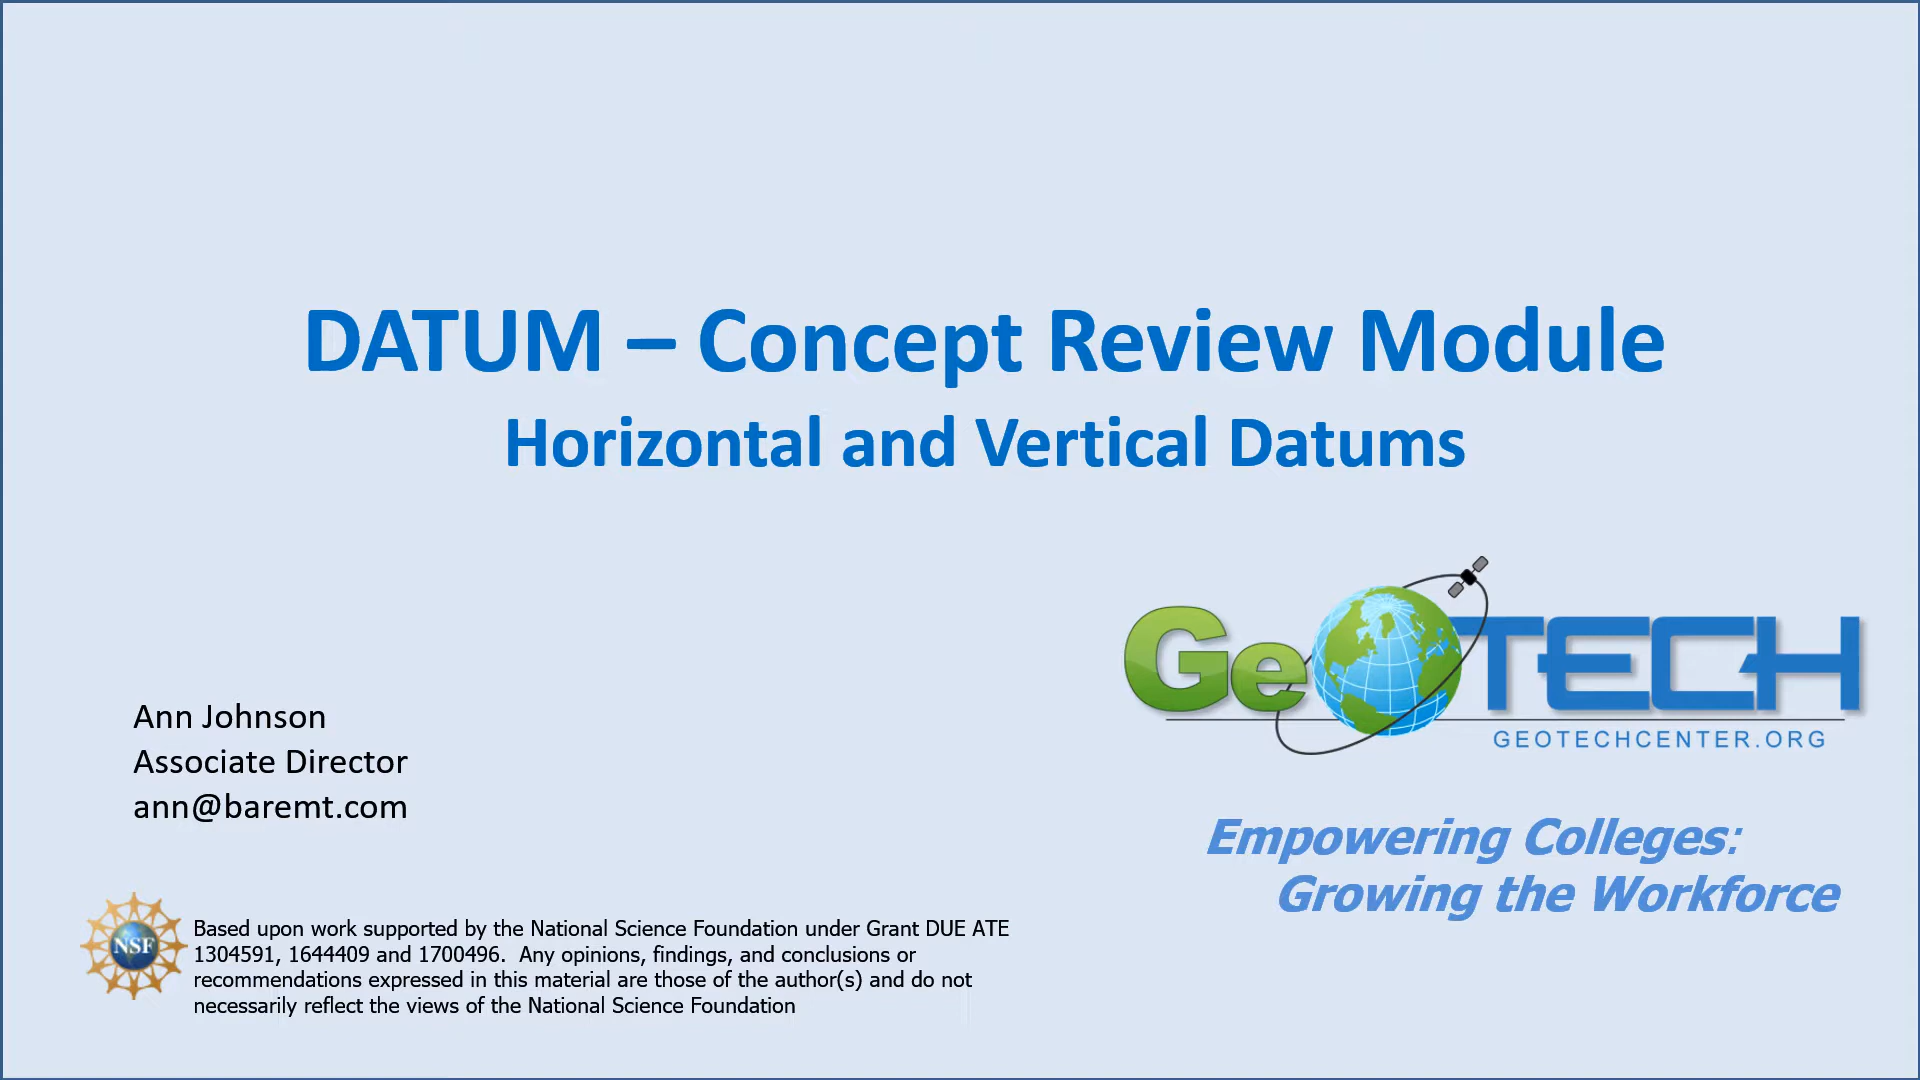 DATUM – Concept Review Module
Horizontal and Vertical Datums
GeoTECH
GEOTECHCENTER.ORG
Ann Johnson
Associate Director
ann@baremt.com
Empowering Colleges:
Growing the Workforce
NSF
Based upon work supported by the National Science Foundation under Grant DUE ATE
1304591, 1644409 and 1700496.  Any opinions, findings, and conclusions or
recommendations expressed in this material are those of the author(s) and do not
necessarily reflect the views of the National Science Foundation